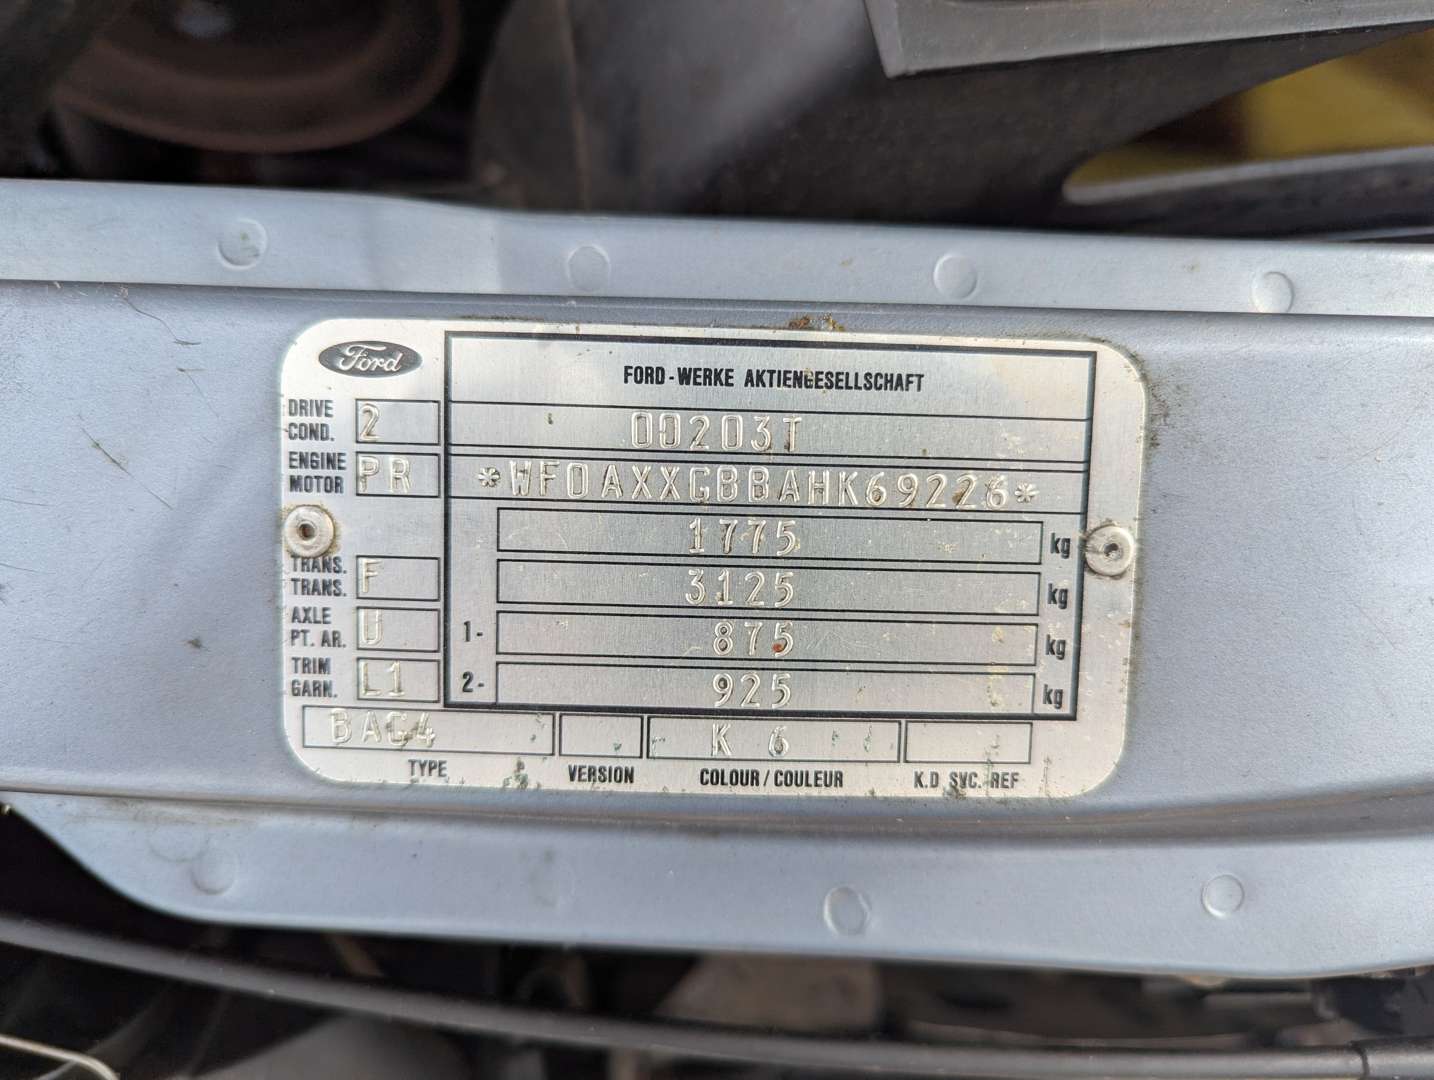 Ford
FORD-WERKE AKTIENGESELLSCHAFT
DRIVE
COND. 2
00203T
ENGINE
MOTOR PR
*WF0AXXGBBAHK69226*
1775 kg
TRANS.
TRANS. F
3125 kg
AXLE
PT. AR. U
1- 875 kg
TRIM
GARN. L1
2- 925 kg
BAG4 K 6
TYPE VERSION COLOUR/COULEUR K.D SVC. REF